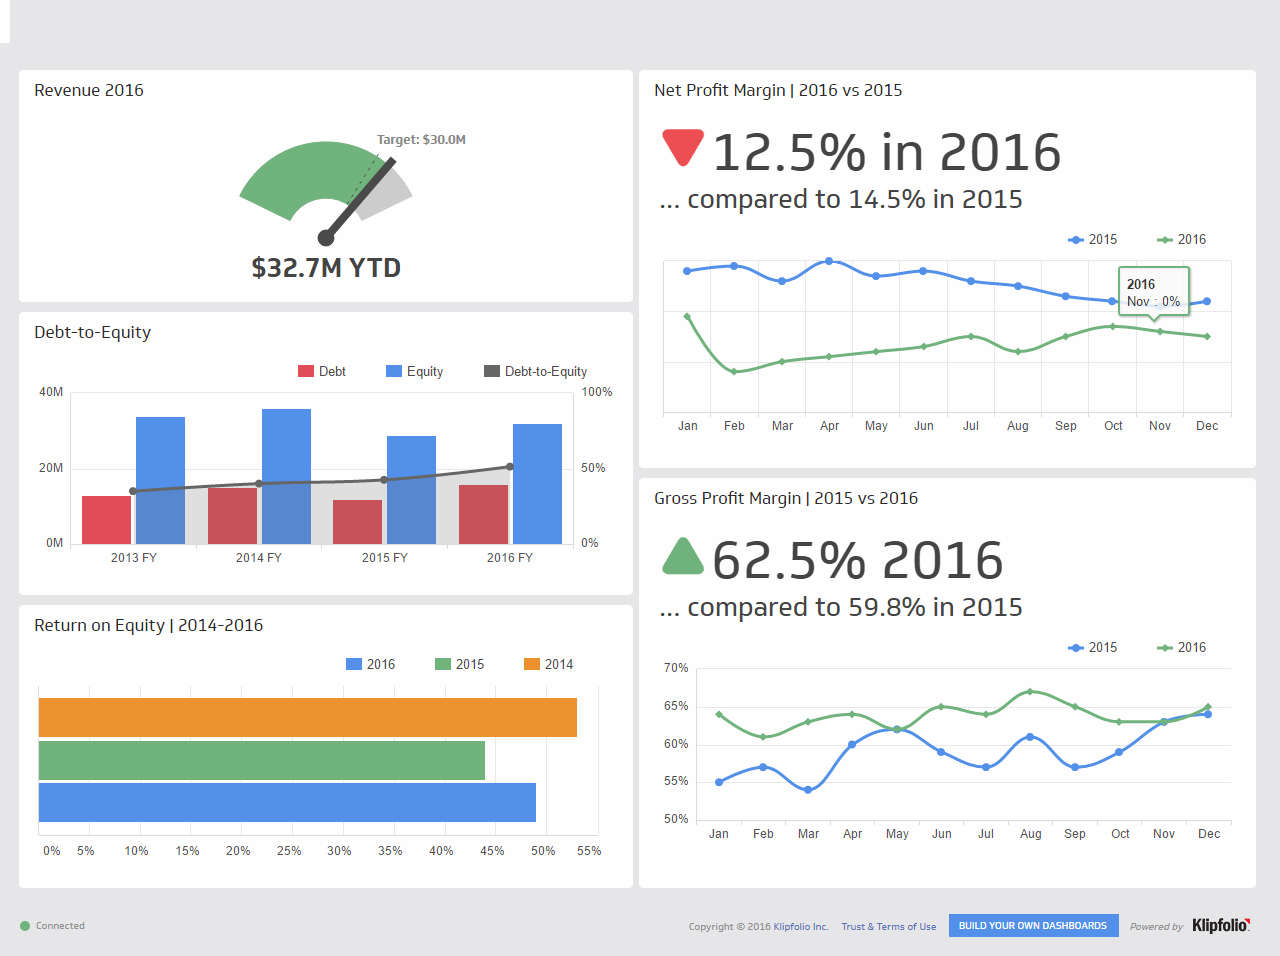 Revenue 2016
Target: $30.0M
$32.7M YTD
Debt-to-Equity
Debt Equity Debt-to-Equity
40M 100%
20M 50%
0M 0%
2013 FY 2014 FY 2015 FY 2016 FY
Return on Equity | 2014-2016
2016 2015 2014
0% 5% 10% 15% 20% 25% 30% 35% 40% 45% 50% 55%
Net Profit Margin | 2016 vs 2015
12.5% in 2016
... compared to 14.5% in 2015
2015 2016
2016
Nov : 0%
Jan Feb Mar Apr May Jun Jul Aug Sep Oct Nov Dec
Gross Profit Margin | 2015 vs 2016
62.5% 2016
... compared to 59.8% in 2015
2015 2016
70%
65%
60%
55%
50%
Jan Feb Mar Apr May Jun Jul Aug Sep Oct Nov Dec
Connected
Copyright © 2016 Klipfolio Inc. Trust & Terms of Use BUILD YOUR OWN DASHBOARDS Powered by Klipfolio